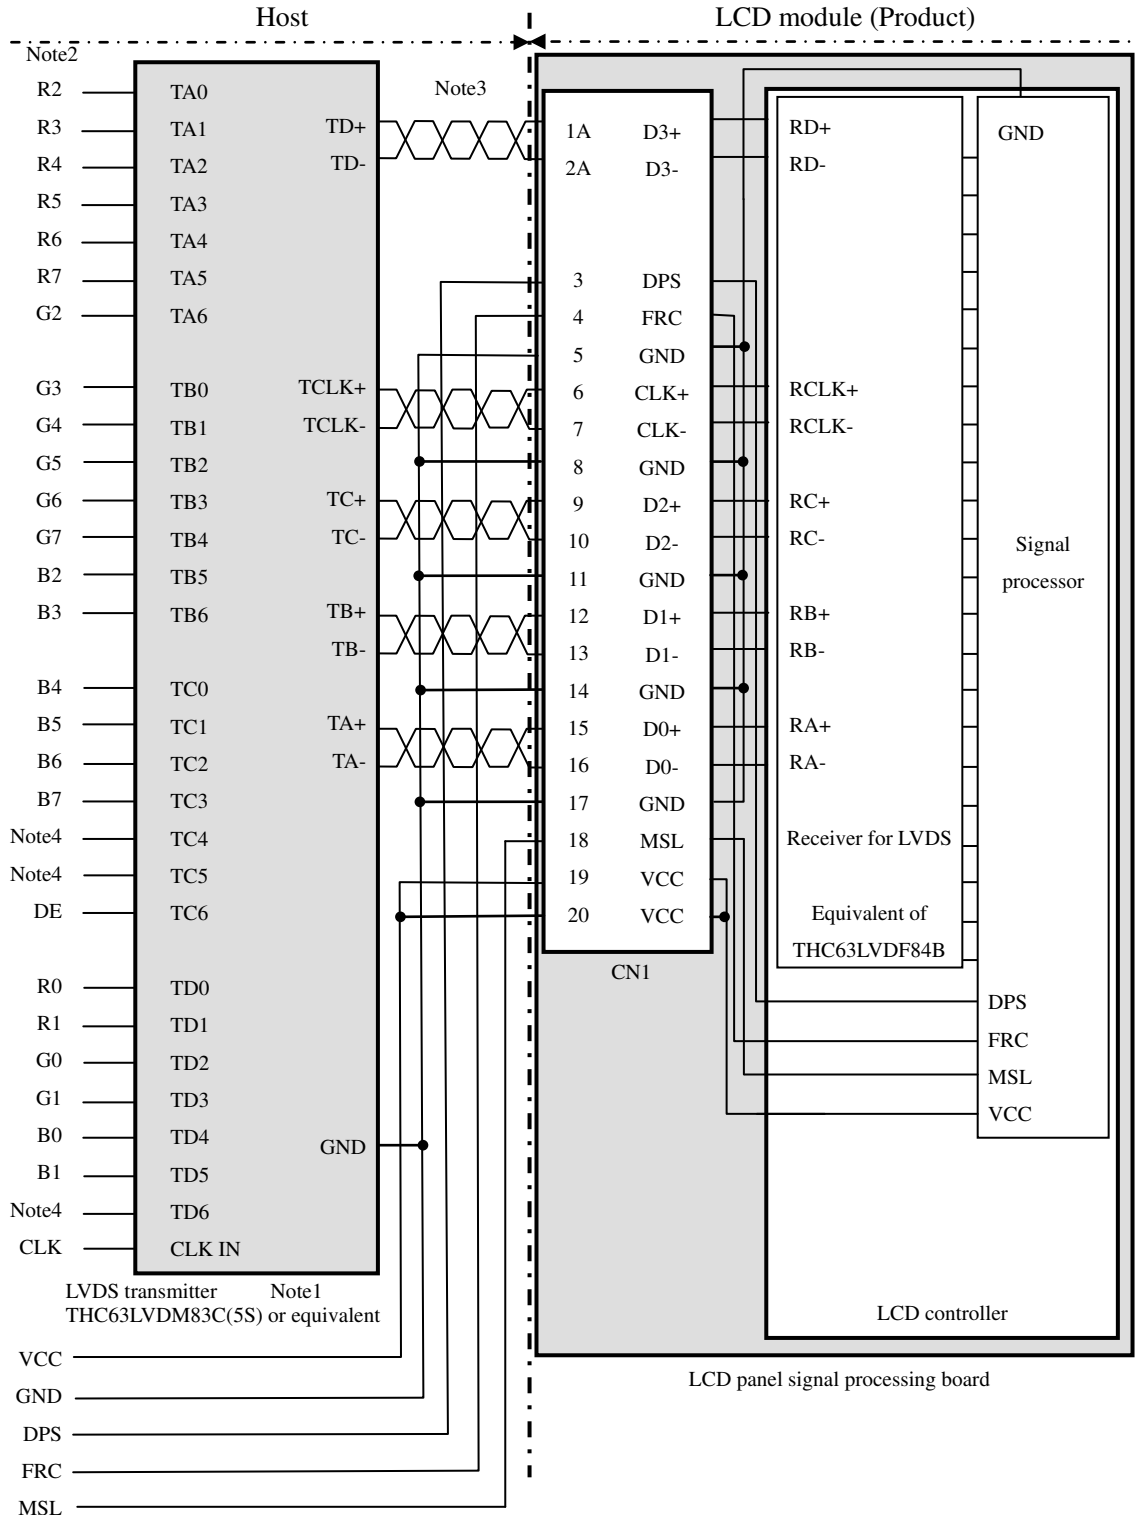 Host
LCD module (Product)
Note2
R2 TA0
R3 TA1
R4 TA2
R5 TA3
R6 TA4
R7 TA5
G2 TA6
G3 TB0
G4 TB1
G5 TB2
G6 TB3
G7 TB4
B2 TB5
B3 TB6
B4 TC0
B5 TC1
B6 TC2
B7 TC3
Note4 TC4
Note4 TC5
DE TC6
R0 TD0
R1 TD1
G0 TD2
G1 TD3
B0 TD4
B1 TD5
Note4 TD6
CLK CLK IN
TD+
TD-
TCLK+
TCLK-
TC+
TC-
TB+
TB-
TA+
TA-
GND
LVDS transmitter Note1
THC63LVDM83C(5S) or equivalent
VCC
GND
DPS
FRC
MSL
Note3
1A D3+
2A D3-
3 DPS
4 FRC
5 GND
6 CLK+
7 CLK-
8 GND
9 D2+
10 D2-
11 GND
12 D1+
13 D1-
14 GND
15 D0+
16 D0-
17 GND
18 MSL
19 VCC
20 VCC
CN1
RD+
RD-
RCLK+
RCLK-
RC+
RC-
RB+
RB-
RA+
RA-
Receiver for LVDS
Equivalent of
THC63LVDF84B
GND
Signal
processor
DPS
FRC
MSL
VCC
LCD controller
LCD panel signal processing board